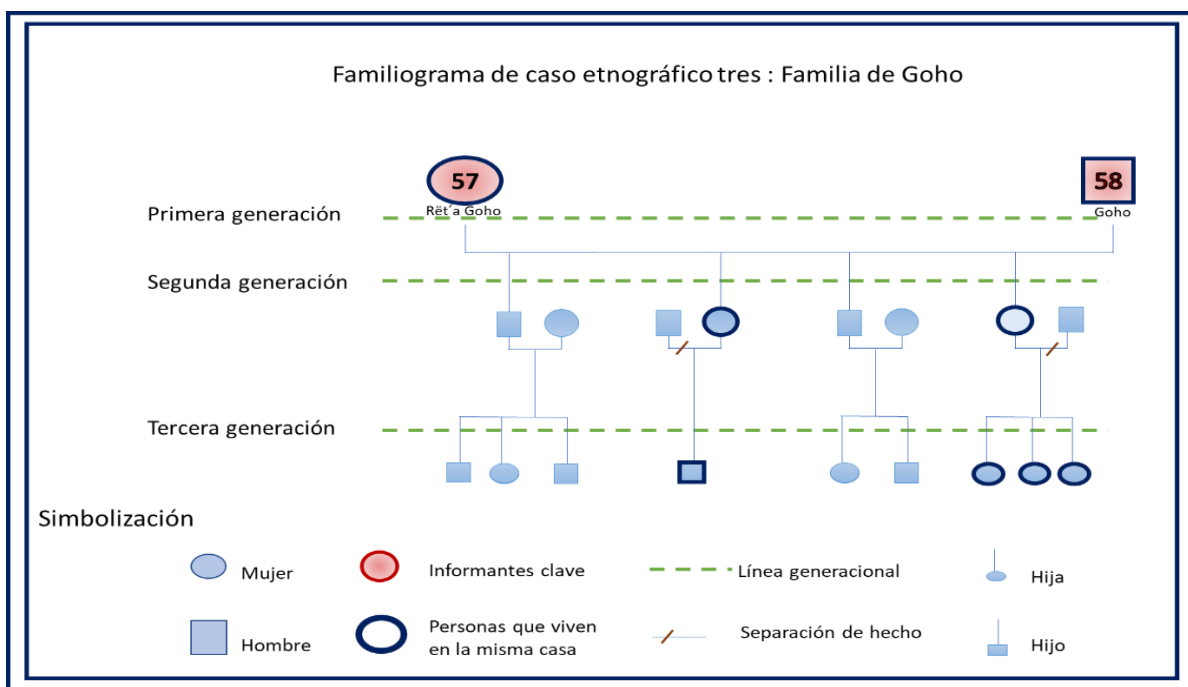 Familiograma de caso etnográfico tres : Familia de Goho
57
58
Rët´a Goho
Goho
Primera generación
Segunda generación
Tercera generación
Simbolización
Mujer
Informantes clave
Línea generacional
Hija
Hombre
Personas que viven
en la misma casa
Separación de hecho
Hijo